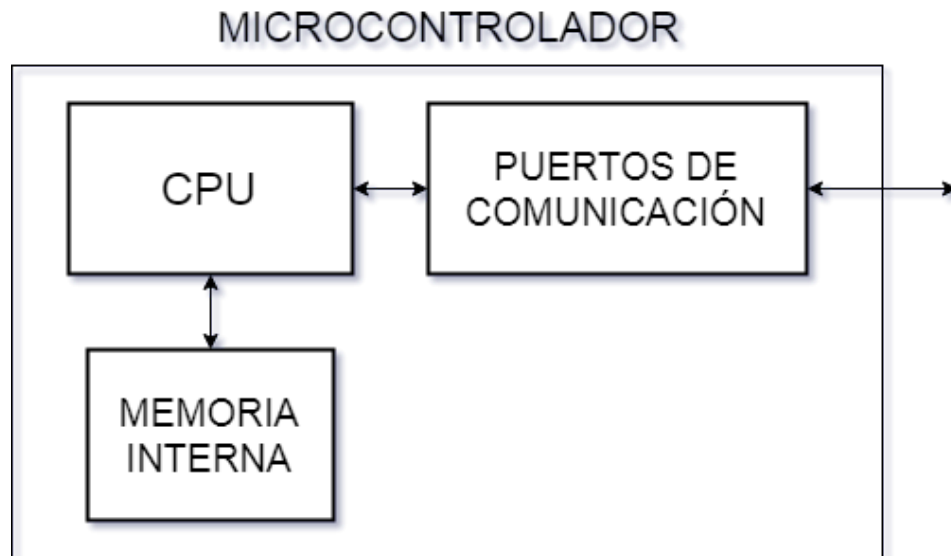 MICROCONTROLADOR
CPU
PUERTOS DE
COMUNICACIÓN
MEMORIA
INTERNA